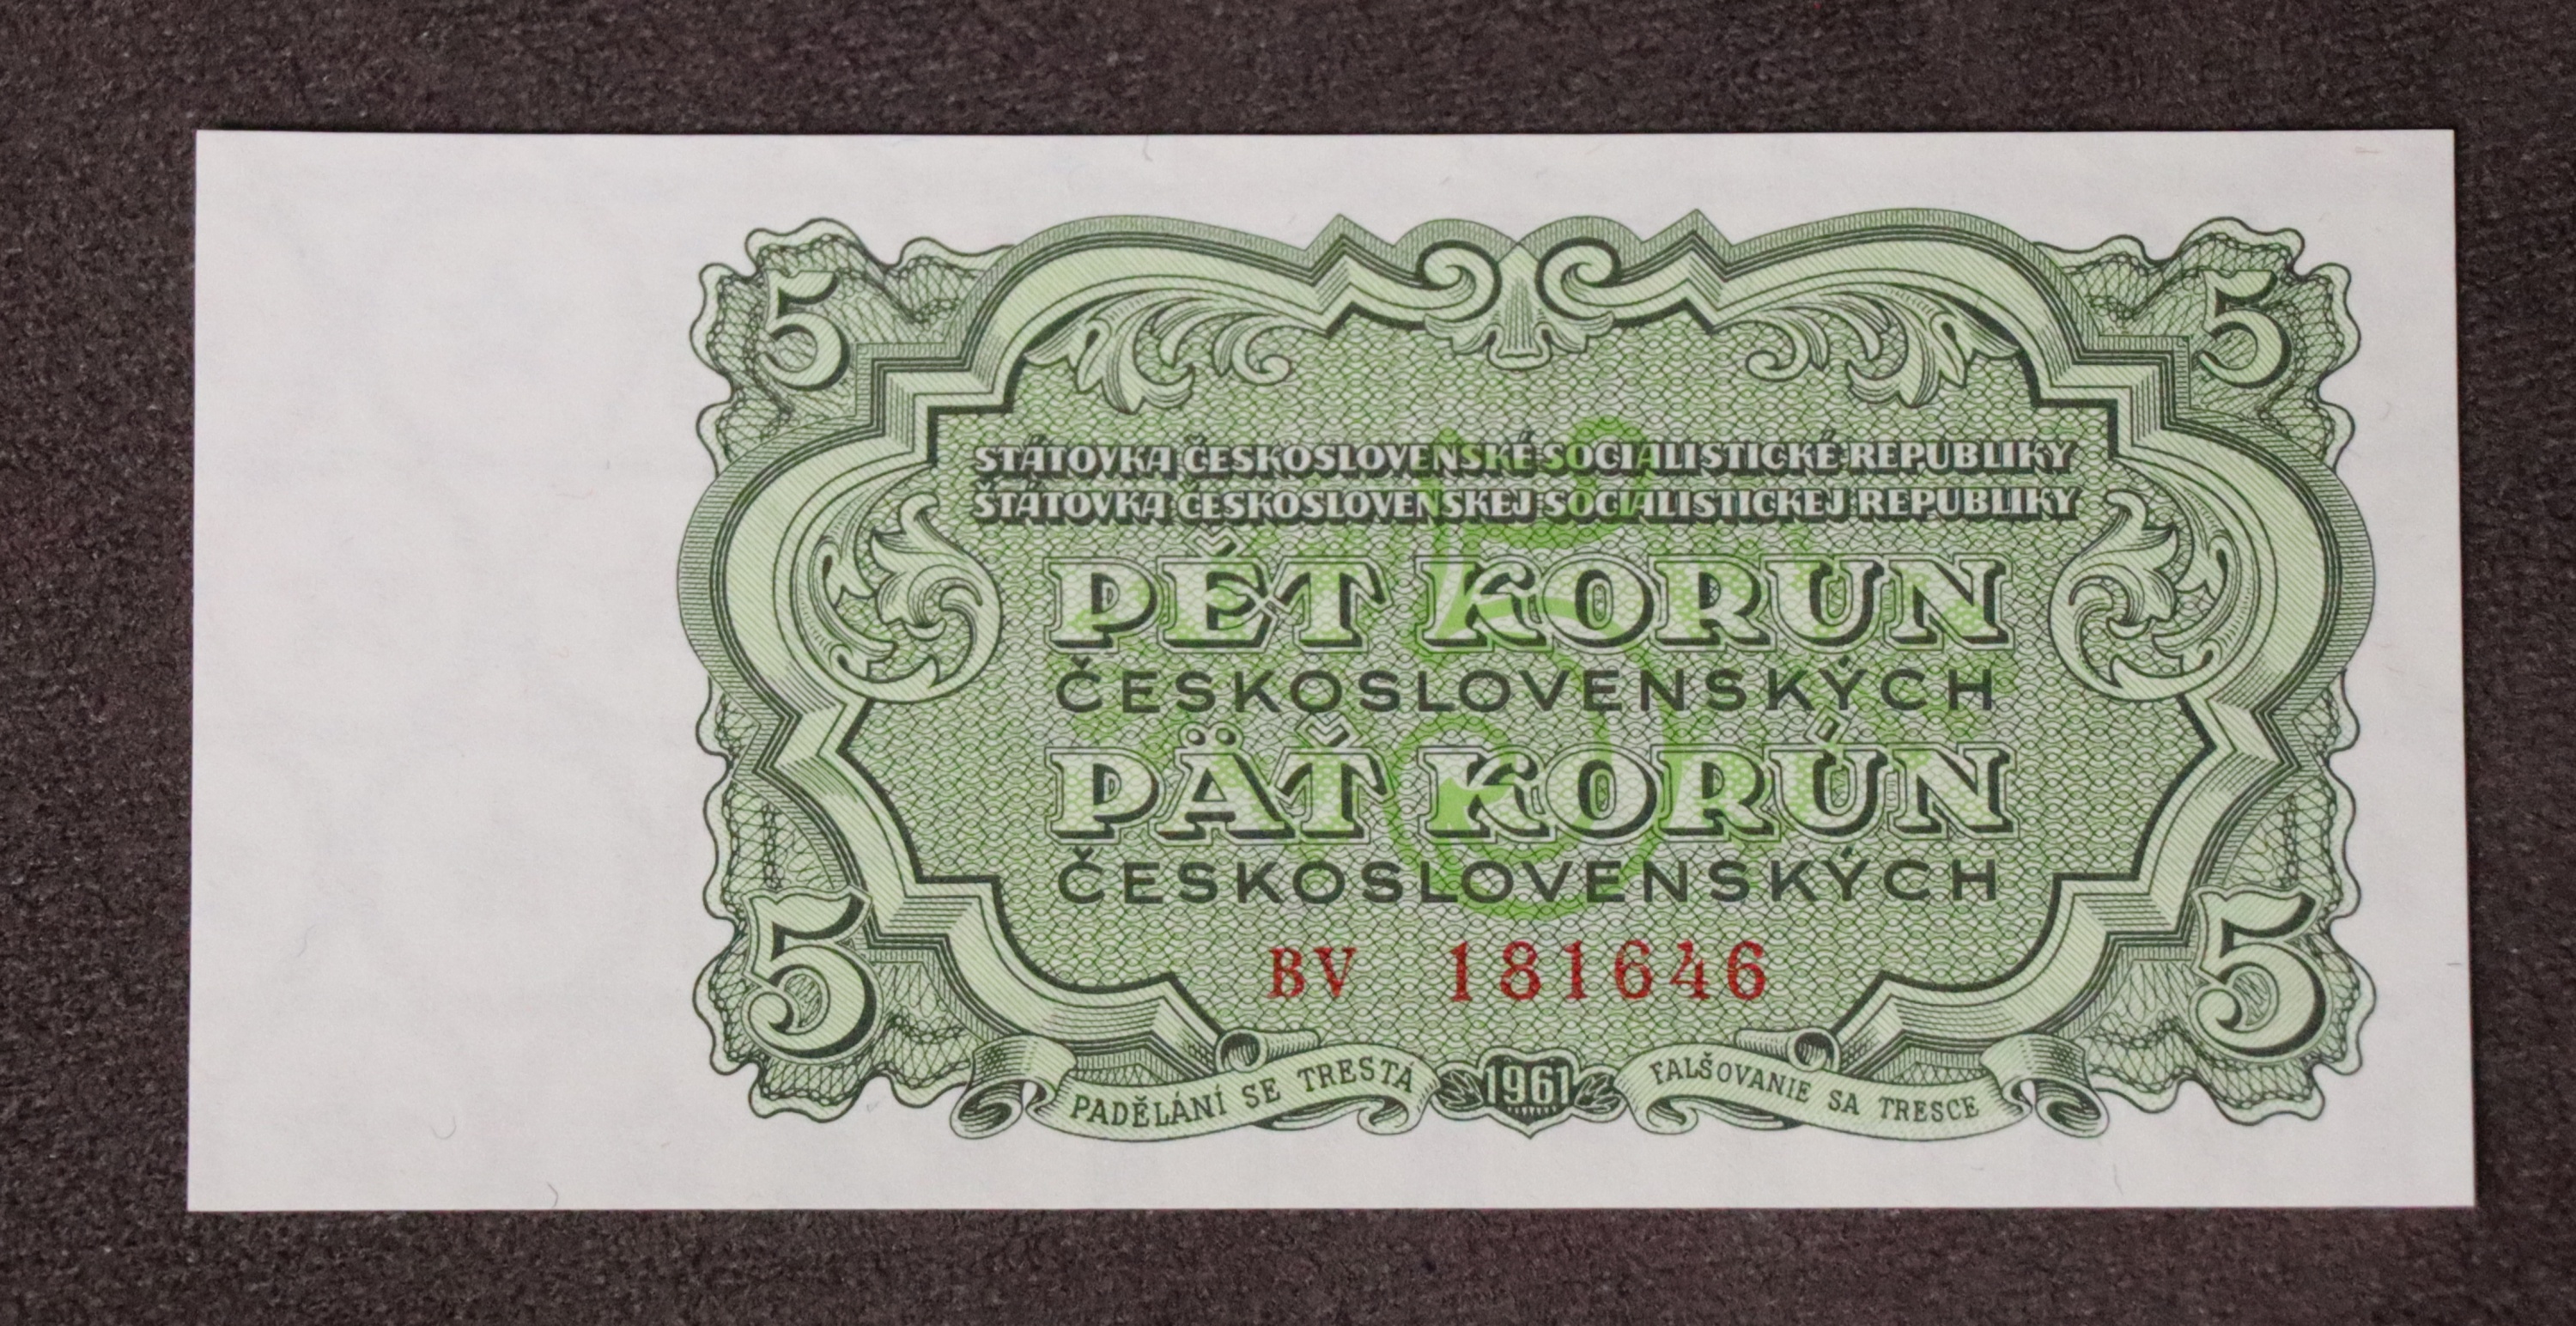 5 5
STÁTOVKA ČESKOSLOVENSKÉ SOCIALISTICKÉ REPUBLIKY
ŠTÁTOVKA ČESKOSLOVENSKEJ SOCIALISTICKEJ REPUBLIKY
PĚT KORUN
ČESKOSLOVENSKÝCH
PÄŤ KORÚN
ČESKOSLOVENSKÝCH
BV 181646
5 5
PADĚLÁNÍ SE TRESTÁ 1961 FALŠOVANIE SA TRESCE